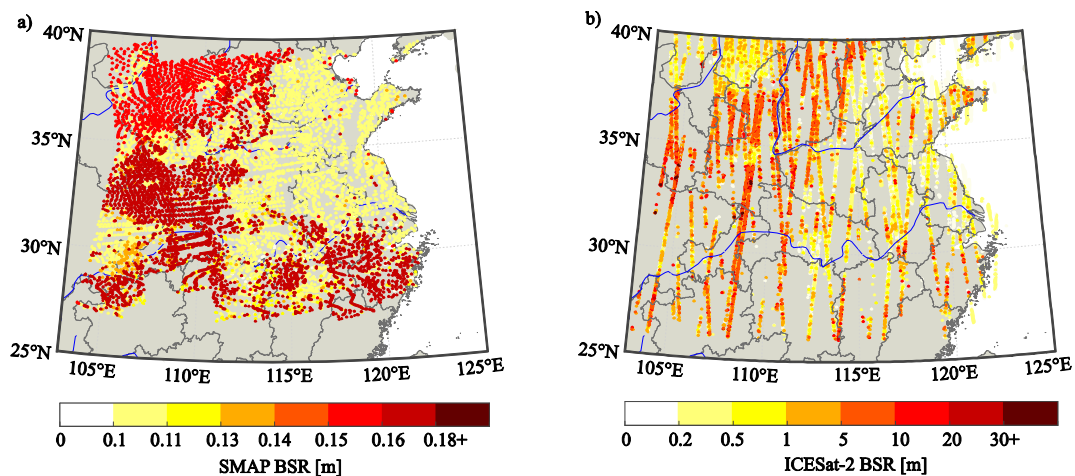 a)
40°N
35°N
30°N
25°N
105°E
110°E
115°E
120°E
125°E
0 0.1 0.11 0.13 0.14 0.15 0.16 0.18+
SMAP BSR [m]
b)
40°N
35°N
30°N
25°N
105°E
110°E
115°E
120°E
125°E
0 0.2 0.5 1 5 10 20 30+
ICESat-2 BSR [m]